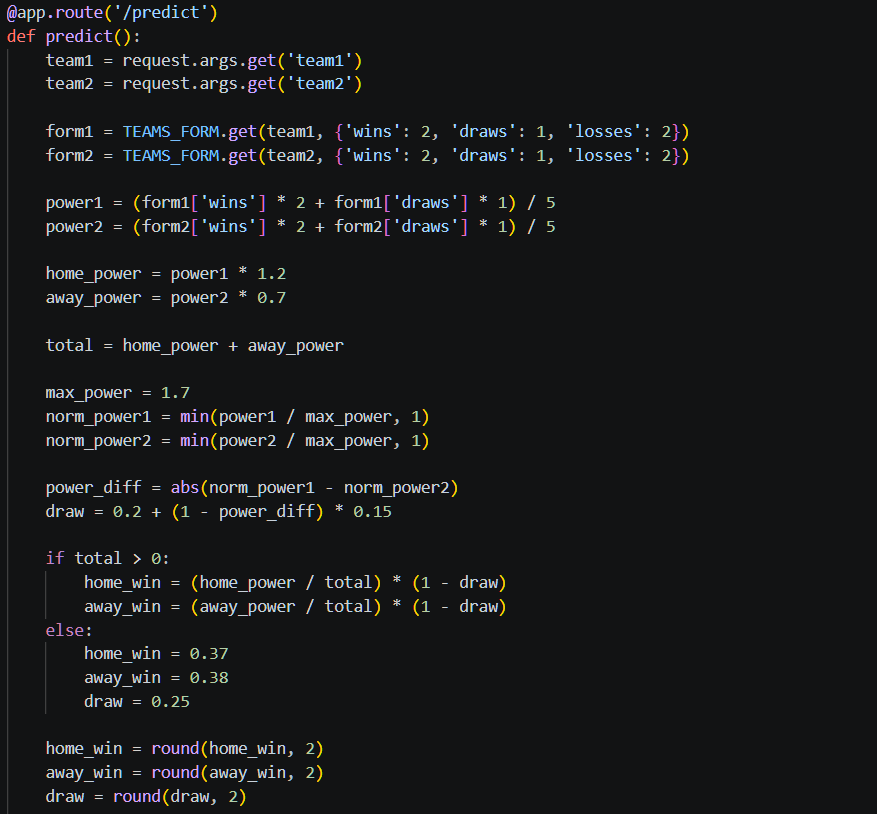 @app.route('/predict')
def predict():
    team1 = request.args.get('team1')
    team2 = request.args.get('team2')

    form1 = TEAMS_FORM.get(team1, {'wins': 2, 'draws': 1, 'losses': 2})
    form2 = TEAMS_FORM.get(team2, {'wins': 2, 'draws': 1, 'losses': 2})

    power1 = (form1['wins'] * 2 + form1['draws'] * 1) / 5
    power2 = (form2['wins'] * 2 + form2['draws'] * 1) / 5

    home_power = power1 * 1.2
    away_power = power2 * 0.7

    total = home_power + away_power

    max_power = 1.7
    norm_power1 = min(power1 / max_power, 1)
    norm_power2 = min(power2 / max_power, 1)

    power_diff = abs(norm_power1 - norm_power2)
    draw = 0.2 + (1 - power_diff) * 0.15

    if total > 0:
        home_win = (home_power / total) * (1 - draw)
        away_win = (away_power / total) * (1 - draw)
    else:
        home_win = 0.37
        away_win = 0.38
        draw = 0.25

    home_win = round(home_win, 2)
    away_win = round(away_win, 2)
    draw = round(draw, 2)